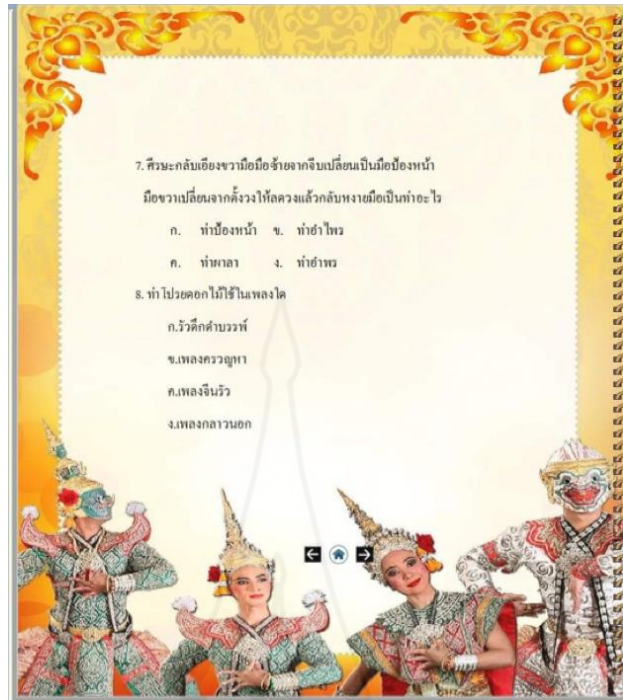 7. ศีรษะกลับเอียงขวามือมือซ้ายจากจีบเปลี่ยนเป็นมือป้องหน้า
มือขวาเปลี่ยนจากตั้งวงให้ลดวงแล้วกลับหงายมือเป็นท่าอะไร
ก. ท่าป้องหน้า ข. ท่าอำไพร
ค. ท่าผาลา ง. ท่าอำพร
8. ท่าโปรยดอกไม้ใช้ในเพลงใด
ก.รัวดึกดำบรรพ์
ข.เพลงครวญหา
ค.เพลงจีนรัว
ง.เพลงกลาวนอก